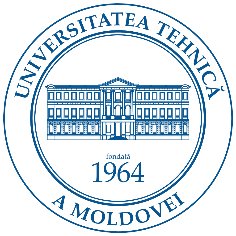 UNIVERSITATEA TEHNICĂ
fondată
1964
A MOLDOVEI